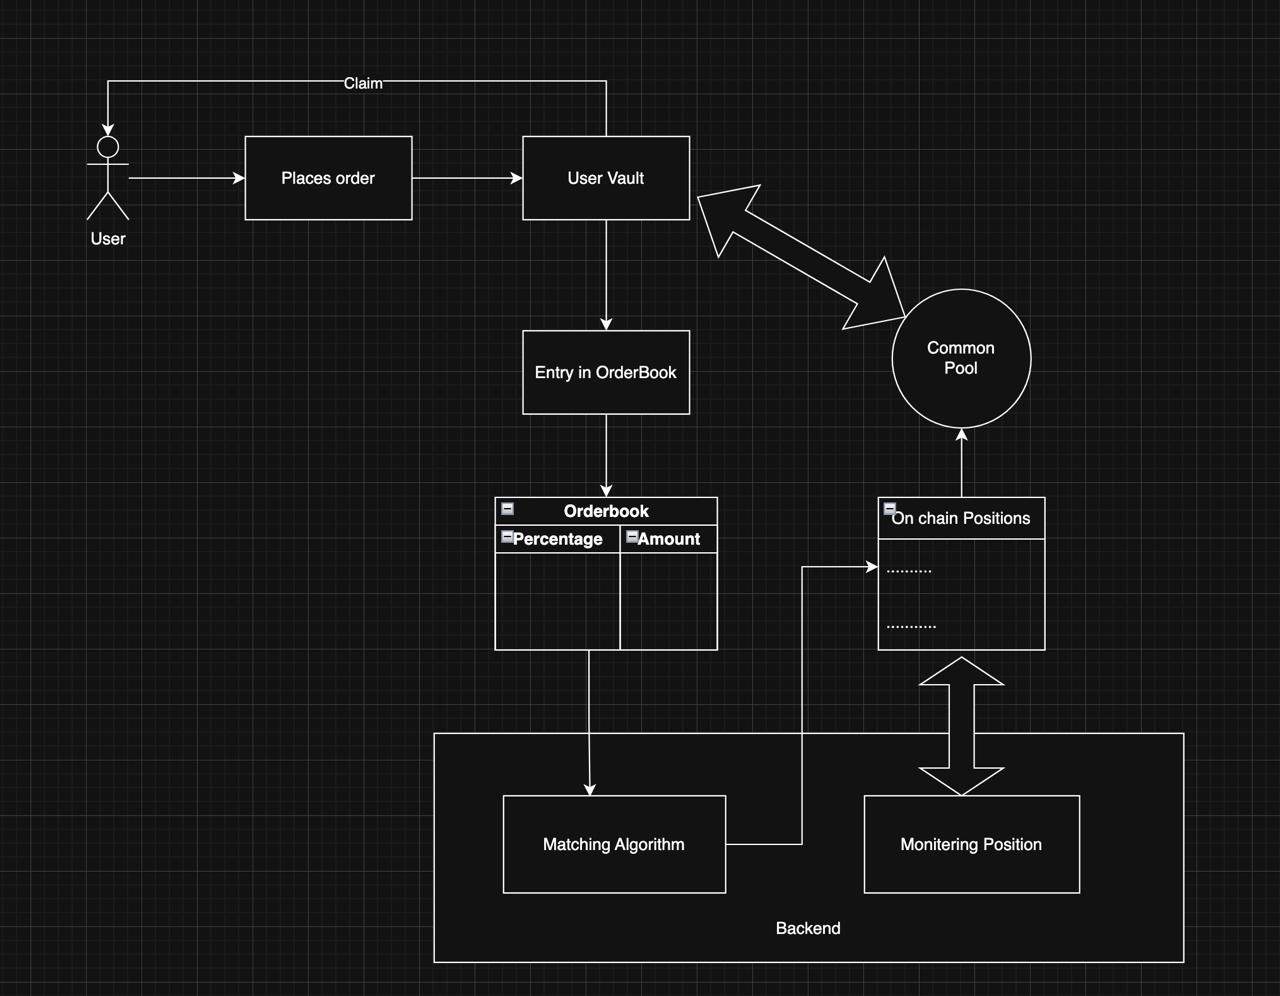 Claim
Places order
User Vault
User
Common
Pool
Entry in OrderBook
Orderbook
Percentage
Amount
On chain Positions
..........
...........
Matching Algorithm
Monitering Position
Backend